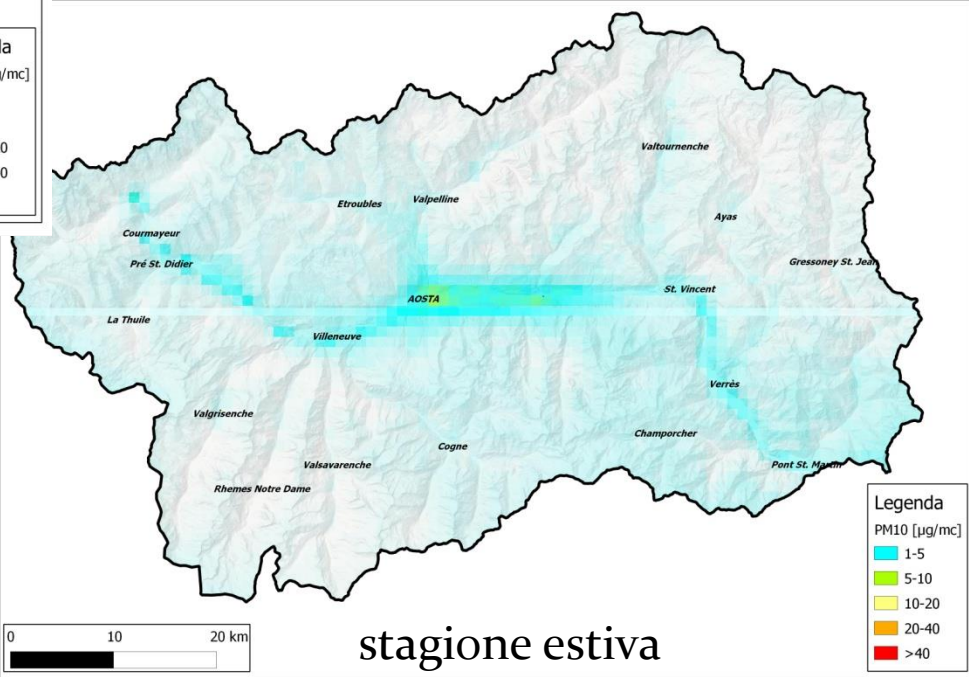 Valtournenche
Etroubles
Valpelline
Ayas
Courmayeur
Pré St. Didier
Gressoney St. Jean
AOSTA
St. Vincent
La Thuile
Villeneuve
Verrès
Valgrisenche
Champorcher
Cogne
Valsavarenche
Pont St. Martin
Rhemes Notre Dame
Legenda
PM10 [µg/mc]
1-5
5-10
10-20
20-40
>40
0 10 20 km
stagione estiva